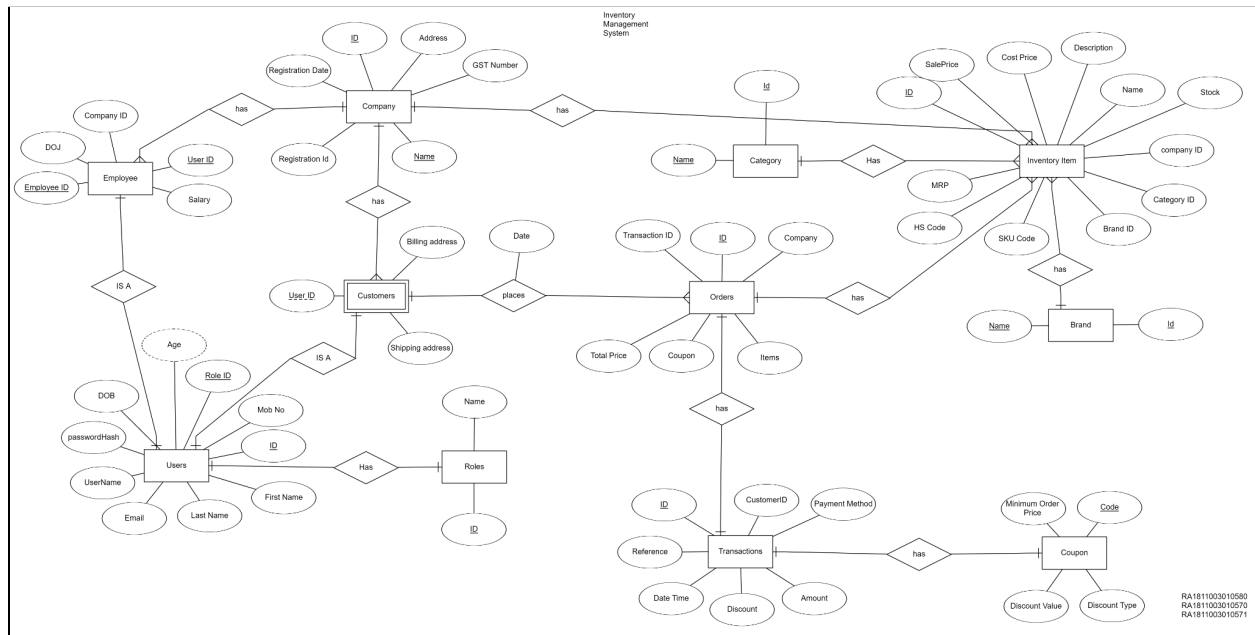 Inventory
Management
System
ID
Address
Registration Date
GST Number
Company
Registration Id
Name
has
Company ID
DOJ
User ID
Employee ID
Employee
Salary
has
Id
Name
Category
Has
SalePrice
Cost Price
Description
ID
Name
Stock
Inventory Item
company ID
MRP
Category ID
HS Code
SKU Code
Brand ID
has
Name
Brand
Id
has
Billing address
User ID
Customers
Shipping address
Date
places
Transaction ID
ID
Company
Orders
Total Price
Coupon
Items
has
IS A
IS A
Age
Role ID
DOB
Mob No
passwordHash
ID
Users
UserName
First Name
Email
Last Name
Has
Name
Roles
ID
has
ID
CustomerID
Payment Method
Reference
Transactions
Date Time
Discount
Amount
has
Minimum Order
Price
Code
Coupon
Discount Value
Discount Type
RA1811003010580
RA1811003010570
RA1811003010571